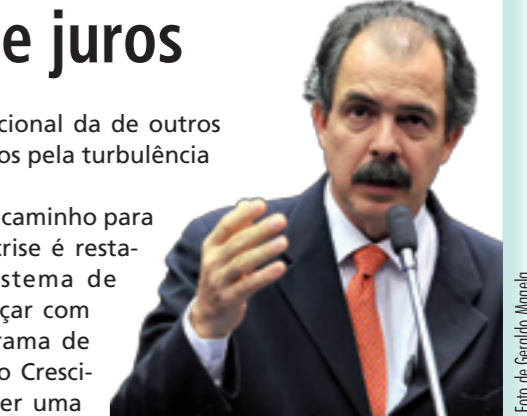 e juros
cional da de outros
os pela turbulência
caminho para
crise é resta-
istema de
çar com
rama de
o Cresci-
er uma
Foto de Geraldo Magela